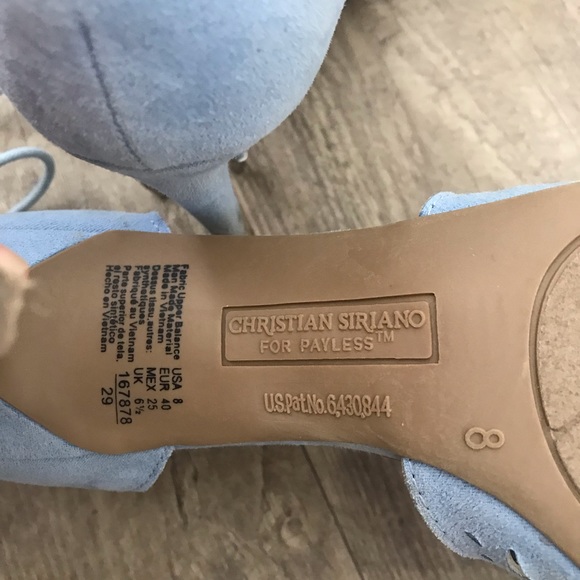 Fabric Upper Balance
Man Made Material
Made in Vietnam
Dessus tissu, autres:
synthétiques
Fabriqué au Vietnam
Parte superior de tela,
o resto sintético
Hecho en Vietnam
USA 8
EUR 40
MEX 25
UK 6½
167878
29
CHRISTIAN SIRIANO
FOR PAYLESS™
U.S.Pat.No.6,430,844
8